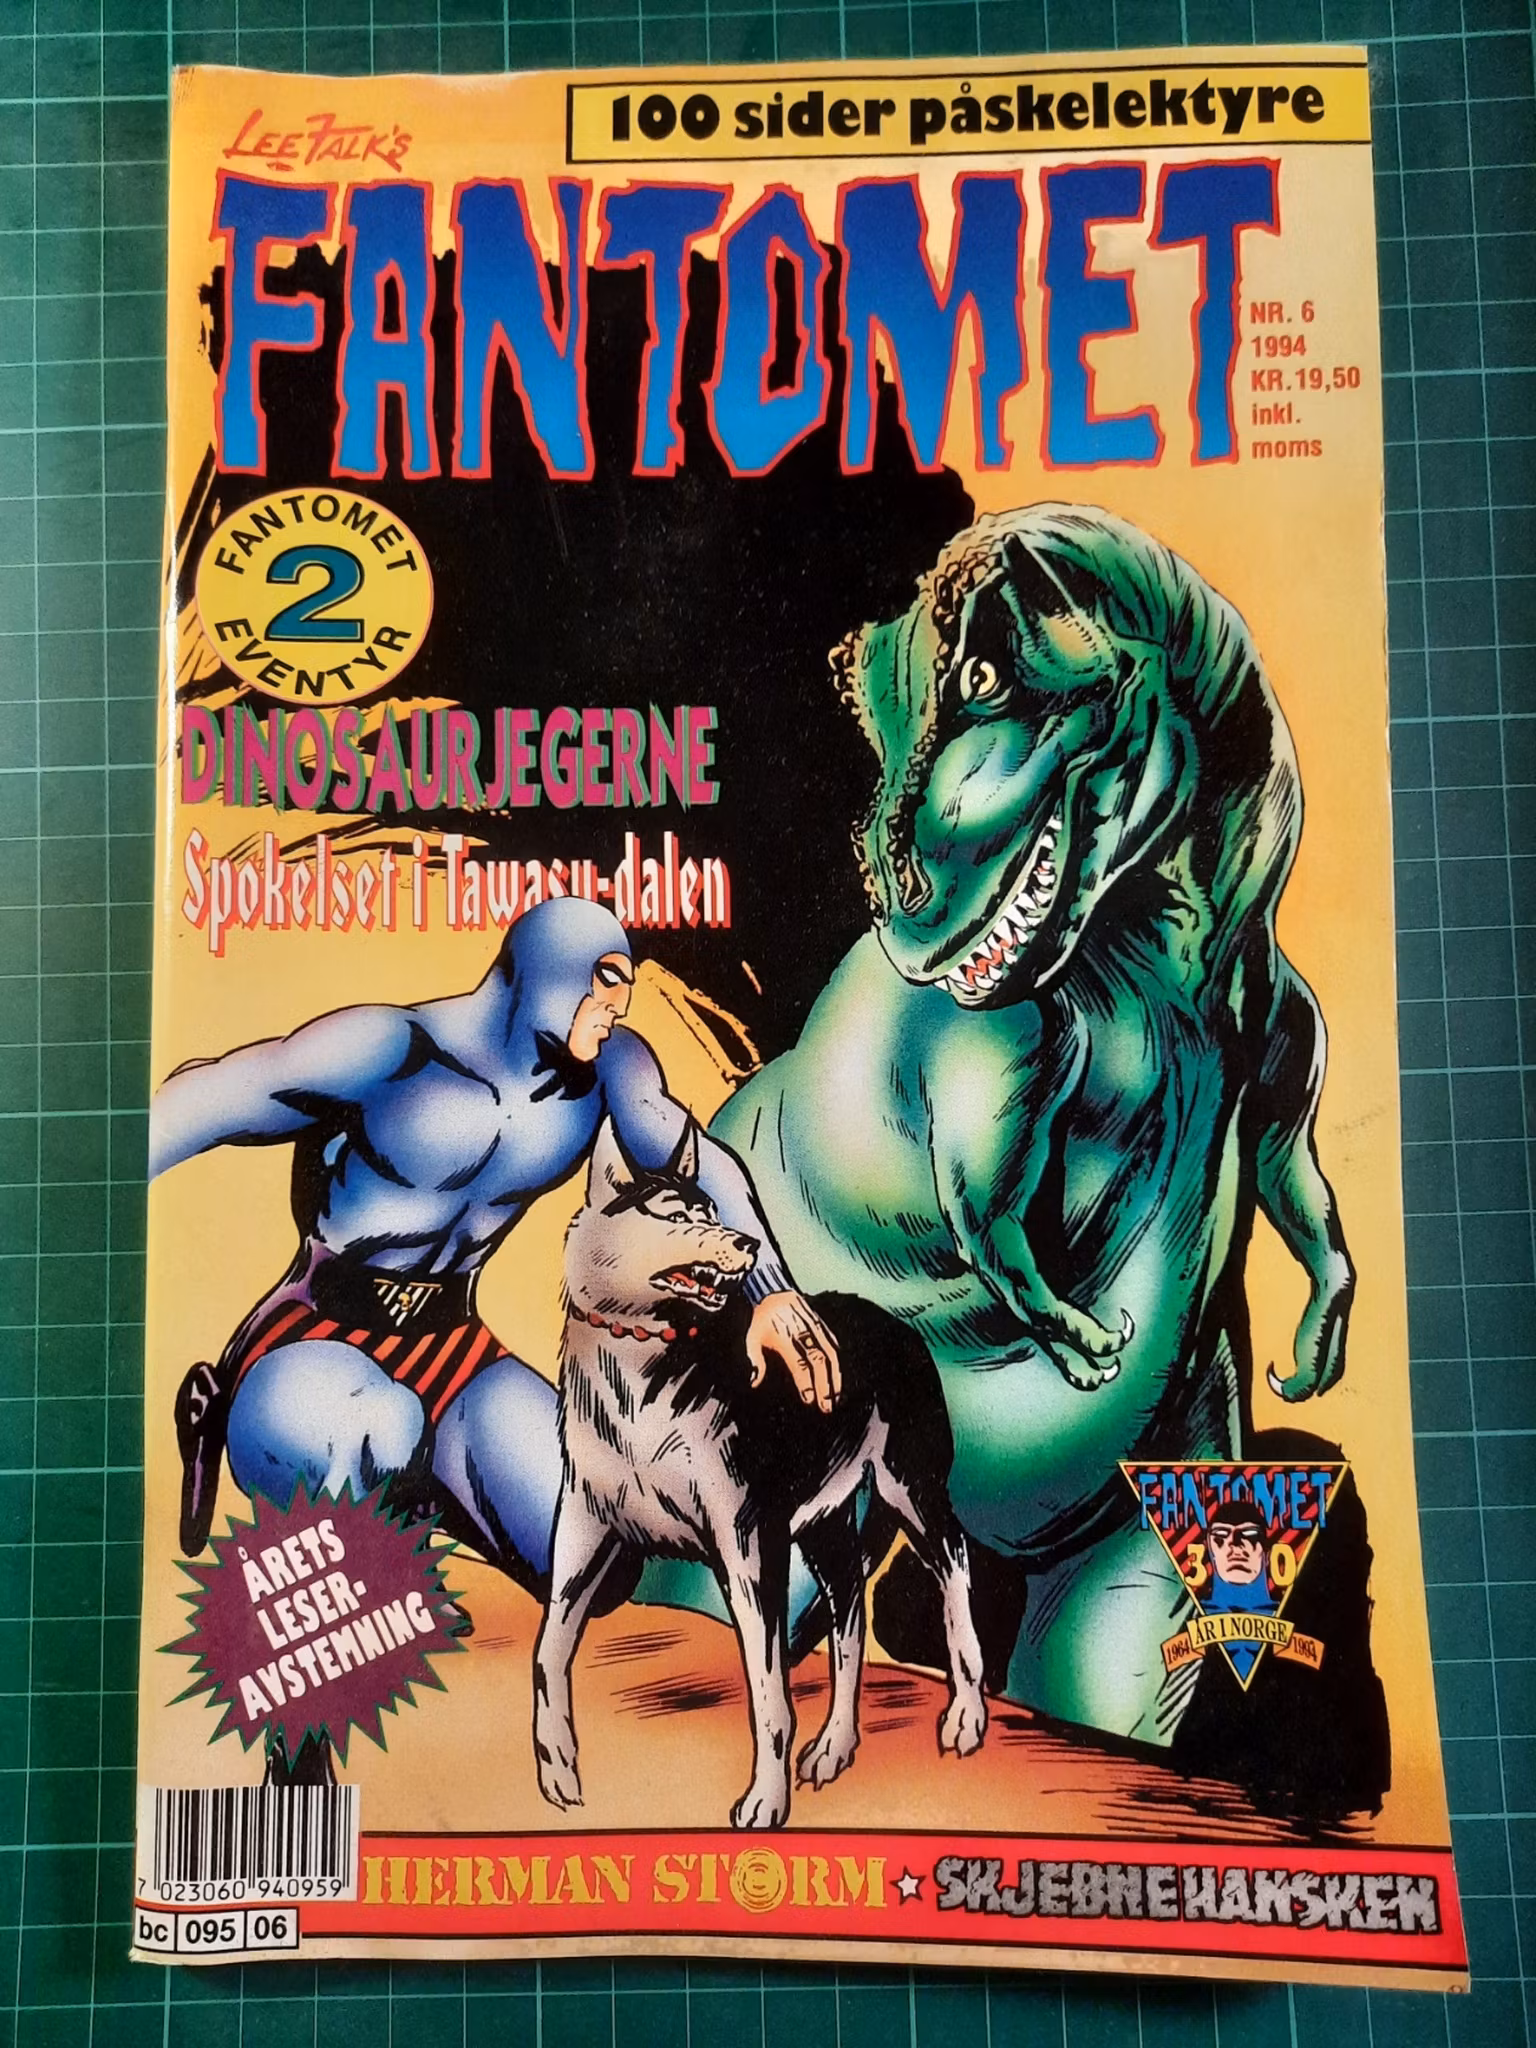 100 sider påskelektyre
LEE FALK'S
FANTOMET
NR. 6
1994
KR. 19,50
inkl.
moms
FANTOMET
2
EVENTYR
DINOSAURJEGERNE
Spøkelset i Tawasu-dalen
FANTOMET
30
ÅR I NORGE
1964 1994
ÅRETS
LESER-
AVSTEMNING
7 023060 940959
bc 095 06
HERMAN STORM ★ SKJEBNEHANSKEN